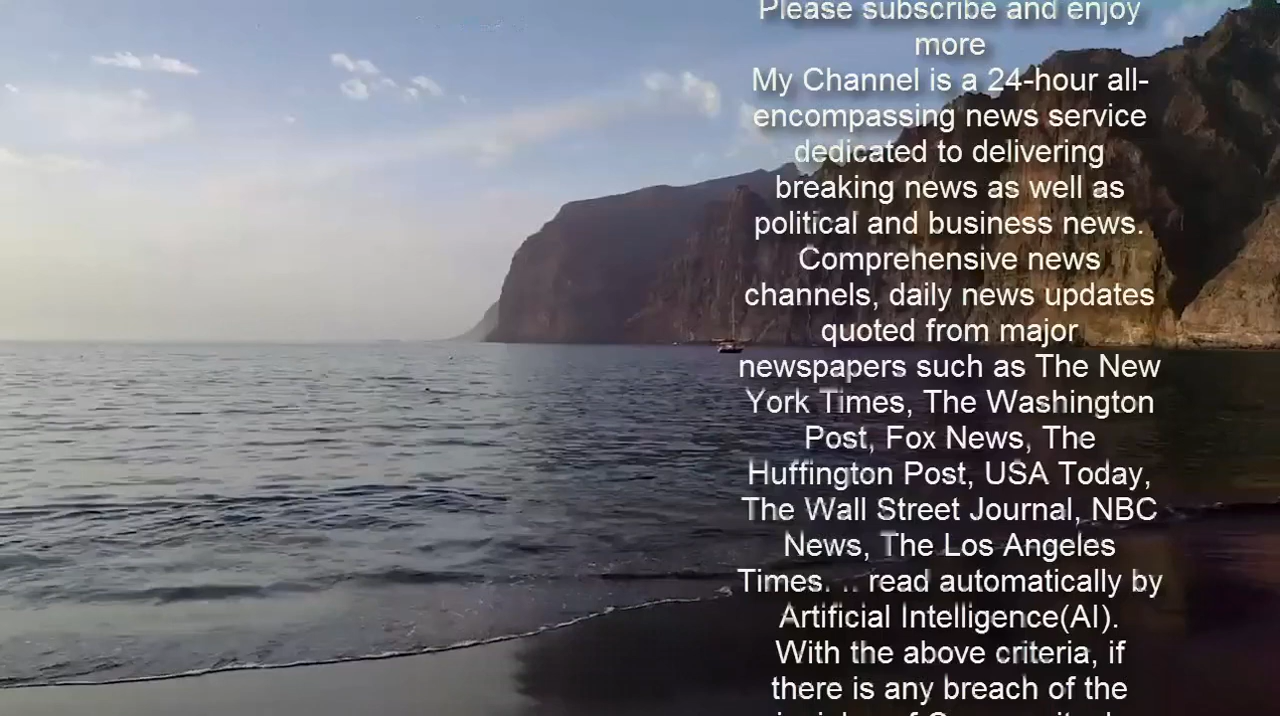 Please subscribe and enjoy
more
My Channel is a 24-hour all-
encompassing news service
dedicated to delivering
breaking news as well as
political and business news.
Comprehensive news
channels, daily news updates
quoted from major
newspapers such as The New
York Times, The Washington
Post, Fox News, The
Huffington Post, USA Today,
The Wall Street Journal, NBC
News, The Los Angeles
Times. .. read automatically by
Artificial Intelligence(AI).
With the above criteria, if
there is any breach of the